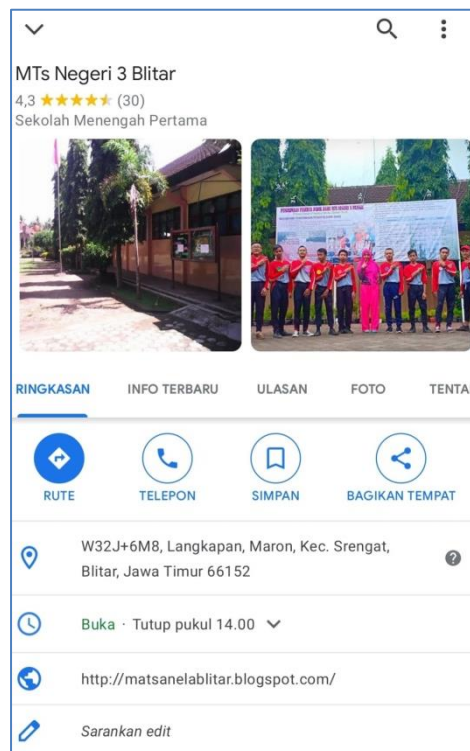 MTs Negeri 3 Blitar
4,3 (30)
Sekolah Menengah Pertama
RINGKASAN INFO TERBARU ULASAN FOTO TENTA
RUTE TELEPON SIMPAN BAGIKAN TEMPAT
W32J+6M8, Langkapan, Maron, Kec. Srengat,
Blitar, Jawa Timur 66152
Buka · Tutup pukul 14.00
http://matsanelablitar.blogspot.com/
Sarankan edit